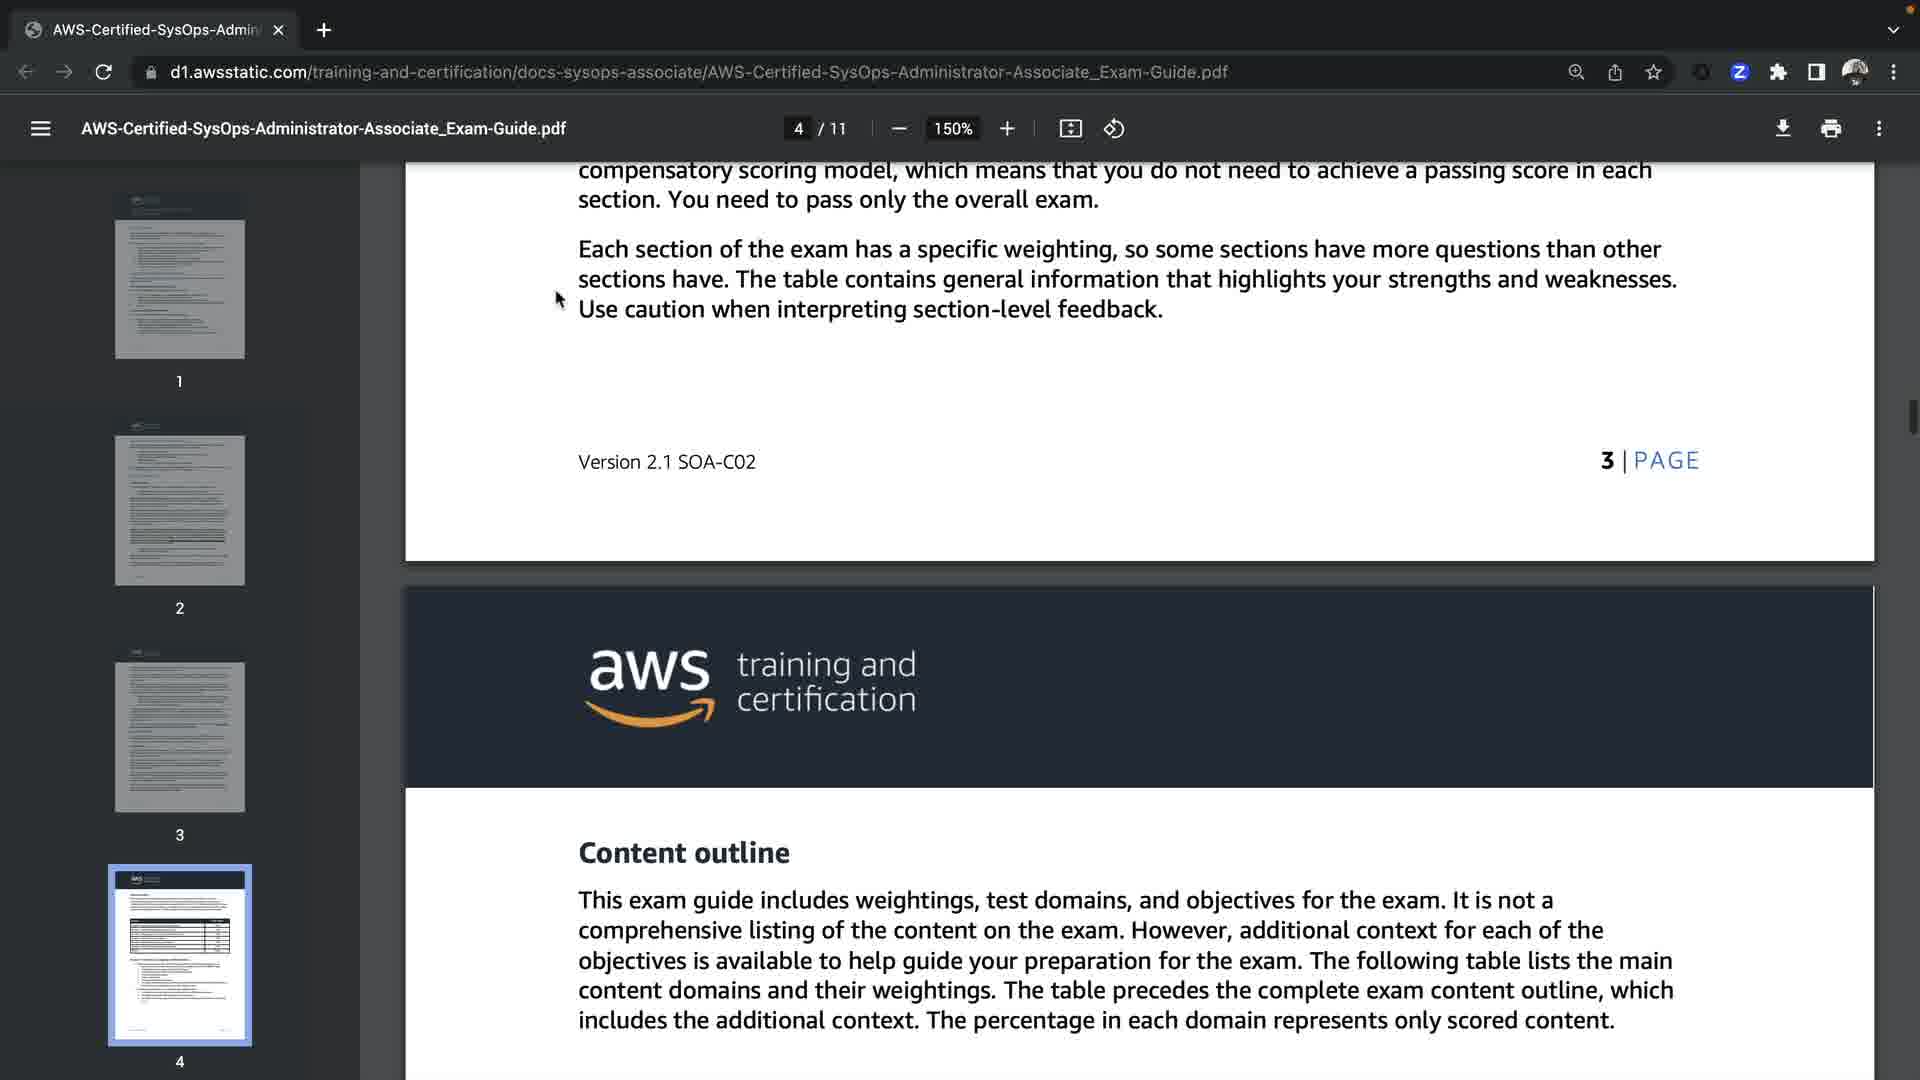 AWS-Certified-SysOps-Admin
d1.awsstatic.com/training-and-certification/docs-sysops-associate/AWS-Certified-SysOps-Administrator-Associate_Exam-Guide.pdf
AWS-Certified-SysOps-Administrator-Associate_Exam-Guide.pdf
4 / 11
150%
compensatory scoring model, which means that you do not need to achieve a passing score in each
section. You need to pass only the overall exam.
Each section of the exam has a specific weighting, so some sections have more questions than other
sections have. The table contains general information that highlights your strengths and weaknesses.
Use caution when interpreting section-level feedback.
Version 2.1 SOA-C02
3 | PAGE
aws training and
certification
Content outline
This exam guide includes weightings, test domains, and objectives for the exam. It is not a
comprehensive listing of the content on the exam. However, additional context for each of the
objectives is available to help guide your preparation for the exam. The following table lists the main
content domains and their weightings. The table precedes the complete exam content outline, which
includes the additional context. The percentage in each domain represents only scored content.
1
2
3
aws
4
Z